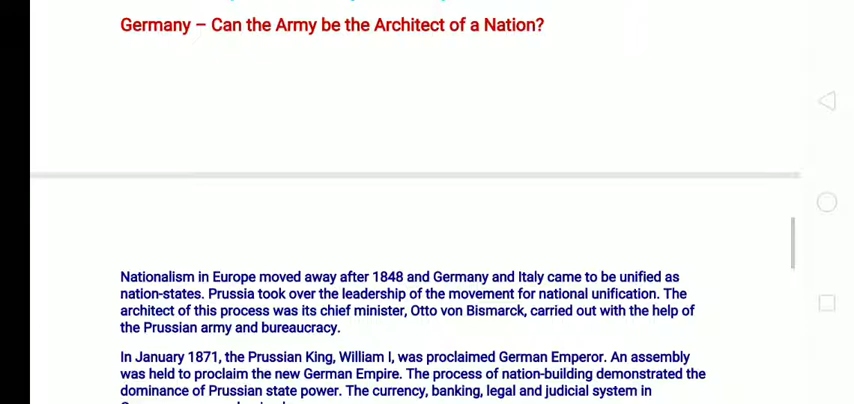 Germany – Can the Army be the Architect of a Nation?
Nationalism in Europe moved away after 1848 and Germany and Italy came to be unified as
nation-states. Prussia took over the leadership of the movement for national unification. The
architect of this process was its chief minister, Otto von Bismarck, carried out with the help of
the Prussian army and bureaucracy.
In January 1871, the Prussian King, William I, was proclaimed German Emperor. An assembly
was held to proclaim the new German Empire. The process of nation-building demonstrated the
dominance of Prussian state power. The currency, banking, legal and judicial system in